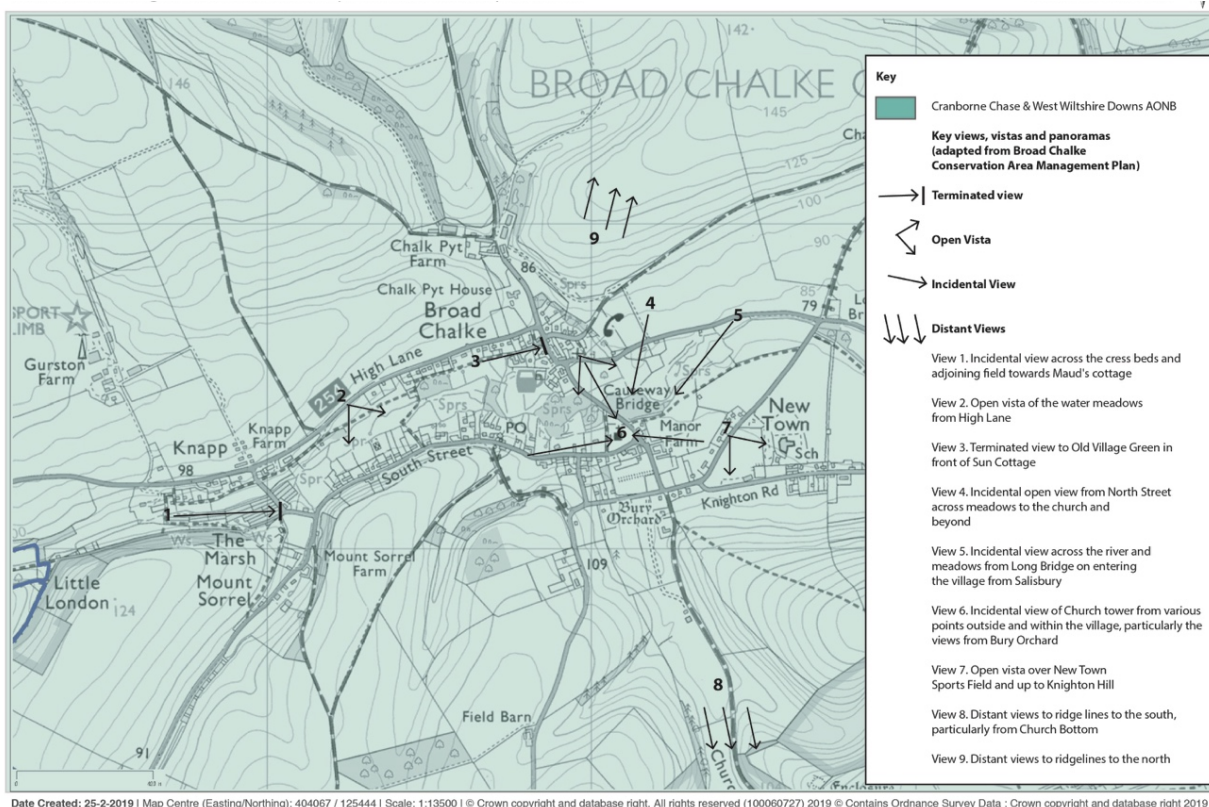 146
142
BROAD CHALKE
145
125
100
90
Chalk Pyt
Farm
86
Sprs
85
79
Chalk Pyt House
Broad
Chalke
9
4
5
3
SPORT
Gurston
Farm
High Lane
2
Sprs
Sprs
Sprs
Causeway
Bridge
New
Town
7
Sch
6
Manor
Farm
PO
Knapp
Knapp
Farm
98
South Street
Spr
Knighton Rd
Bury
Orchard
1
Ws
Ws
The
Marsh
Mount
Sorrel
Mount Sorrel
Farm
109
Little
London
124
8
Field Barn
91
Key
Cranborne Chase & West Wiltshire Downs AONB
Key views, vistas and panoramas
(adapted from Broad Chalke
Conservation Area Management Plan)
Terminated view
Open Vista
Incidental View
Distant Views
View 1. Incidental view across the cress beds and
adjoining field towards Maud's cottage
View 2. Open vista of the water meadows
from High Lane
View 3. Terminated view to Old Village Green in
front of Sun Cottage
View 4. Incidental open view from North Street
across meadows to the church and
beyond
View 5. Incidental view across the river and
meadows from Long Bridge on entering
the village from Salisbury
View 6. Incidental view of Church tower from various
points outside and within the village, particularly the
views from Bury Orchard
View 7. Open vista over New Town
Sports Field and up to Knighton Hill
View 8. Distant views to ridge lines to the south,
particularly from Church Bottom
View 9. Distant views to ridgelines to the north
Date Created: 25-2-2019 | Map Centre (Easting/Northing): 404067 / 125444 | Scale: 1:13500 | © Crown copyright and database right. All rights reserved (100060727) 2019 © Contains Ordnance Survey Data : Crown copyright and database right 2019